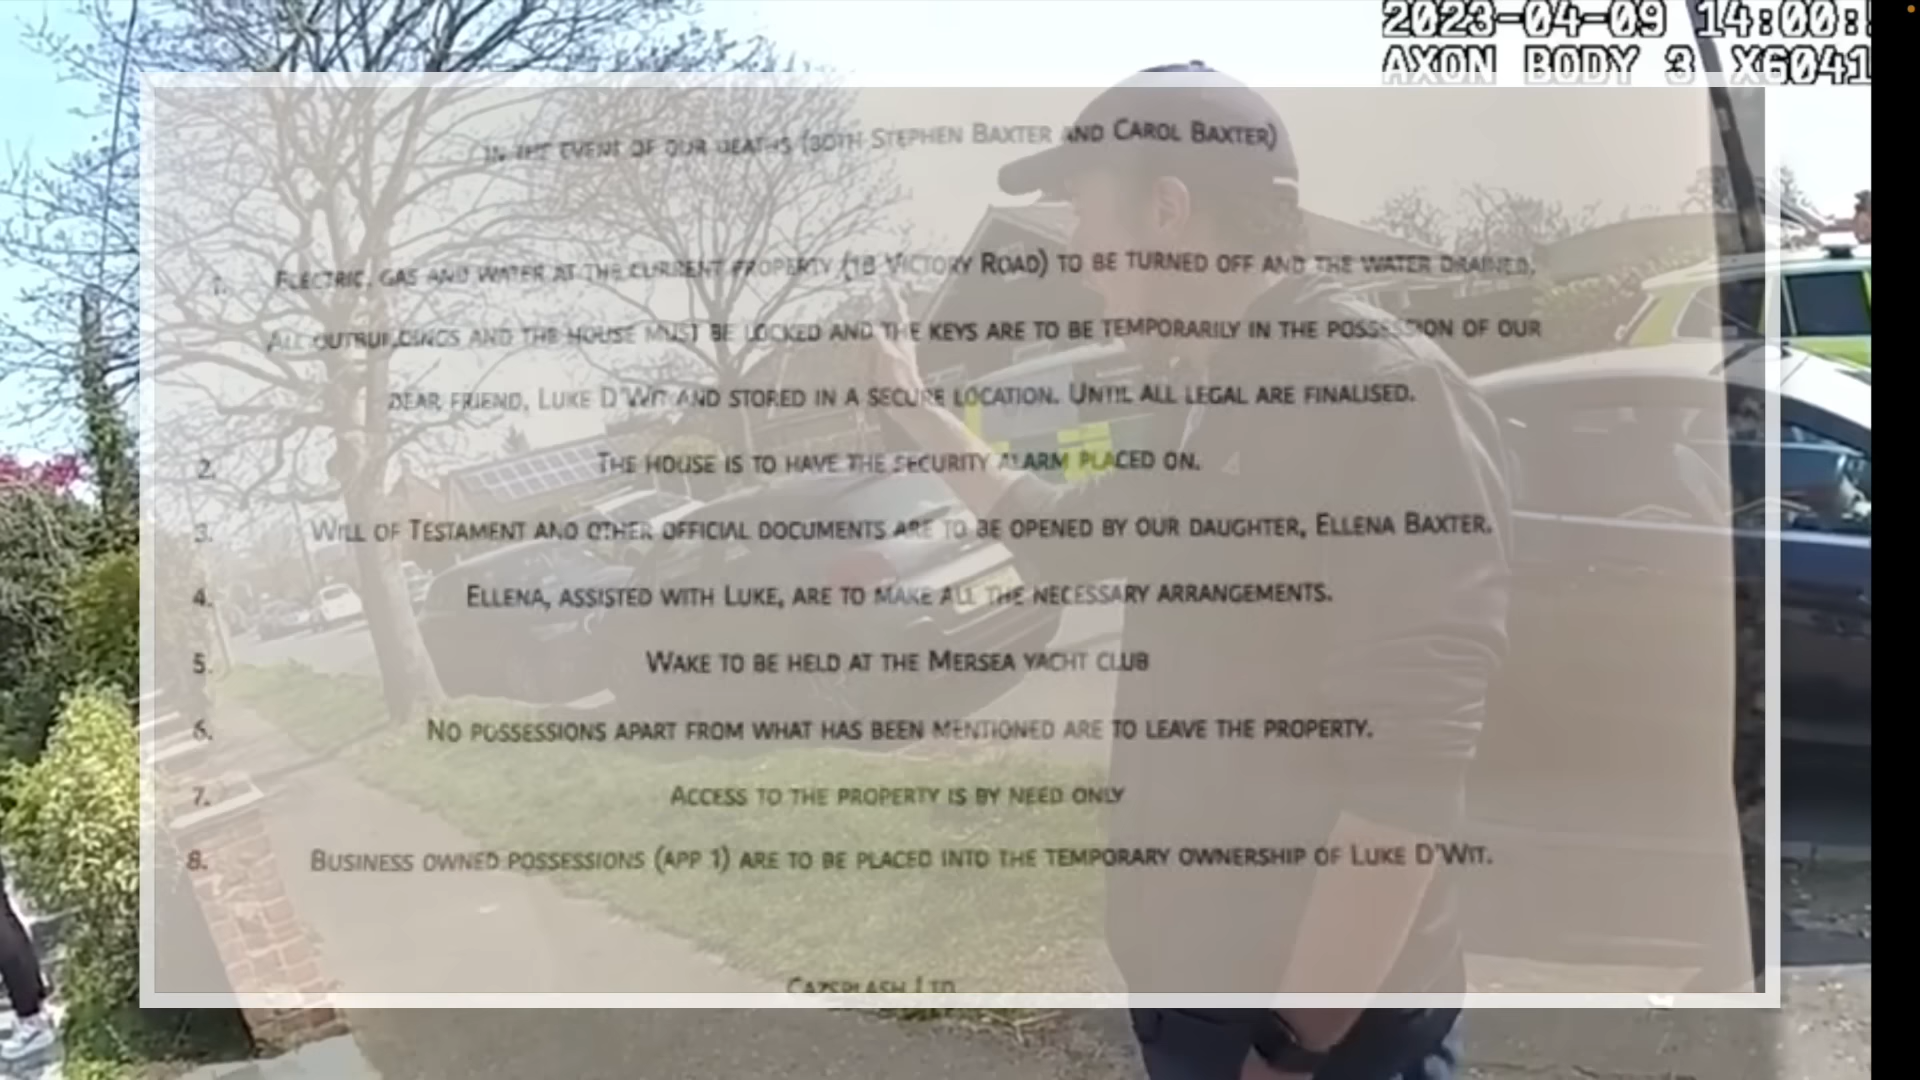 2023-04-09 14:00:
AXON BODY 3 X6041
IN THE EVENT OF OUR DEATHS (BOTH STEPHEN BAXTER AND CAROL BAXTER)
1. ELECTRIC, GAS AND WATER AT THE CURRENT PROPERTY (18 VICTORY ROAD) TO BE TURNED OFF AND THE WATER DRAINED.
ALL OUTBUILDINGS AND THE HOUSE MUST BE LOCKED AND THE KEYS ARE TO BE TEMPORARILY IN THE POSSESSION OF OUR
DEAR FRIEND, LUKE D'WIT AND STORED IN A SECURE LOCATION. UNTIL ALL LEGAL ARE FINALISED.
2. THE HOUSE IS TO HAVE THE SECURITY ALARM PLACED ON.
3. WILL OF TESTAMENT AND OTHER OFFICIAL DOCUMENTS ARE TO BE OPENED BY OUR DAUGHTER, ELLENA BAXTER.
4. ELLENA, ASSISTED WITH LUKE, ARE TO MAKE ALL THE NECESSARY ARRANGEMENTS.
5. WAKE TO BE HELD AT THE MERSEA YACHT CLUB
6. NO POSSESSIONS APART FROM WHAT HAS BEEN MENTIONED ARE TO LEAVE THE PROPERTY.
7. ACCESS TO THE PROPERTY IS BY NEED ONLY
8. BUSINESS OWNED POSSESSIONS (APP 1) ARE TO BE PLACED INTO THE TEMPORARY OWNERSHIP OF LUKE D'WIT.
CAZSPLASH LTD